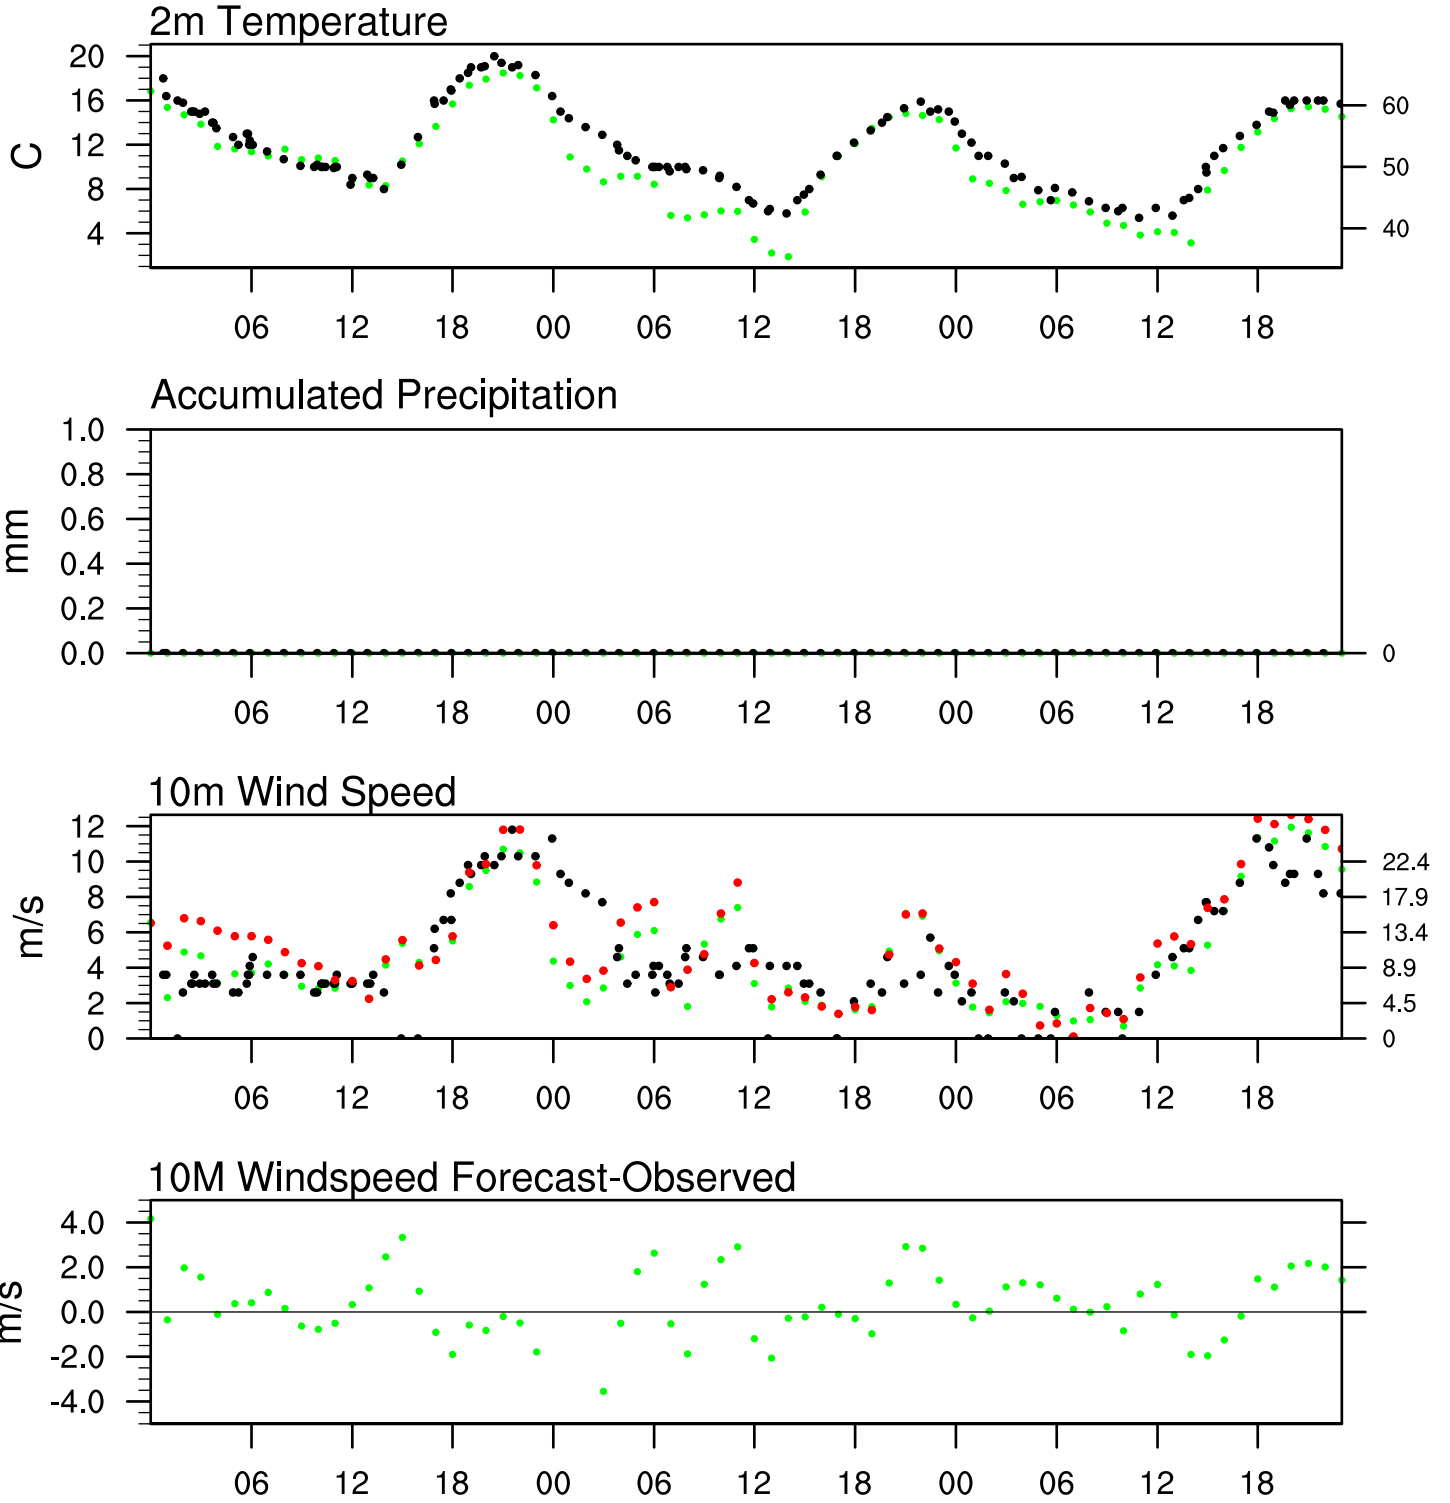 2m Temperature
20
16
12
8
4
C
60
50
40
06 12 18 00 06 12 18 00 06 12 18
Accumulated Precipitation
1.0
0.8
0.6
0.4
0.2
0.0
mm
0
06 12 18 00 06 12 18 00 06 12 18
10m Wind Speed
12
10
8
6
4
2
0
m/s
22.4
17.9
13.4
8.9
4.5
0
06 12 18 00 06 12 18 00 06 12 18
10M Windspeed Forecast-Observed
4.0
2.0
0.0
-2.0
-4.0
m/s
06 12 18 00 06 12 18 00 06 12 18